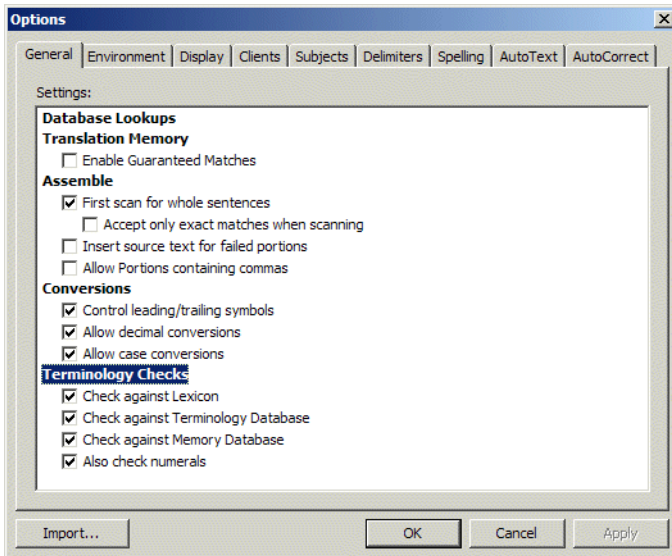 Options
General Environment Display Clients Subjects Delimiters Spelling AutoText AutoCorrect
Settings:
Database Lookups
Translation Memory
Enable Guaranteed Matches
Assemble
First scan for whole sentences
Accept only exact matches when scanning
Insert source text for failed portions
Allow Portions containing commas
Conversions
Control leading/trailing symbols
Allow decimal conversions
Allow case conversions
Terminology Checks
Check against Lexicon
Check against Terminology Database
Check against Memory Database
Also check numerals
Import... OK Cancel Apply